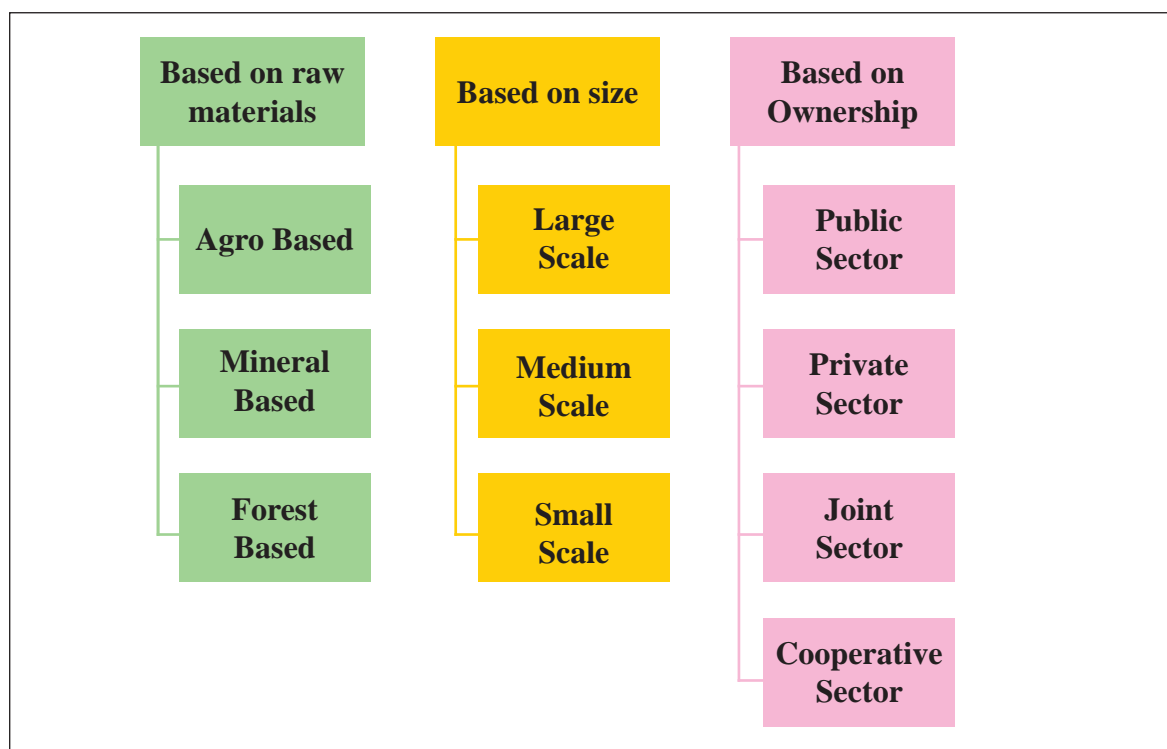 Based on raw
materials
Agro Based
Mineral
Based
Forest
Based
Based on size
Large
Scale
Medium
Scale
Small
Scale
Based on
Ownership
Public
Sector
Private
Sector
Joint
Sector
Cooperative
Sector